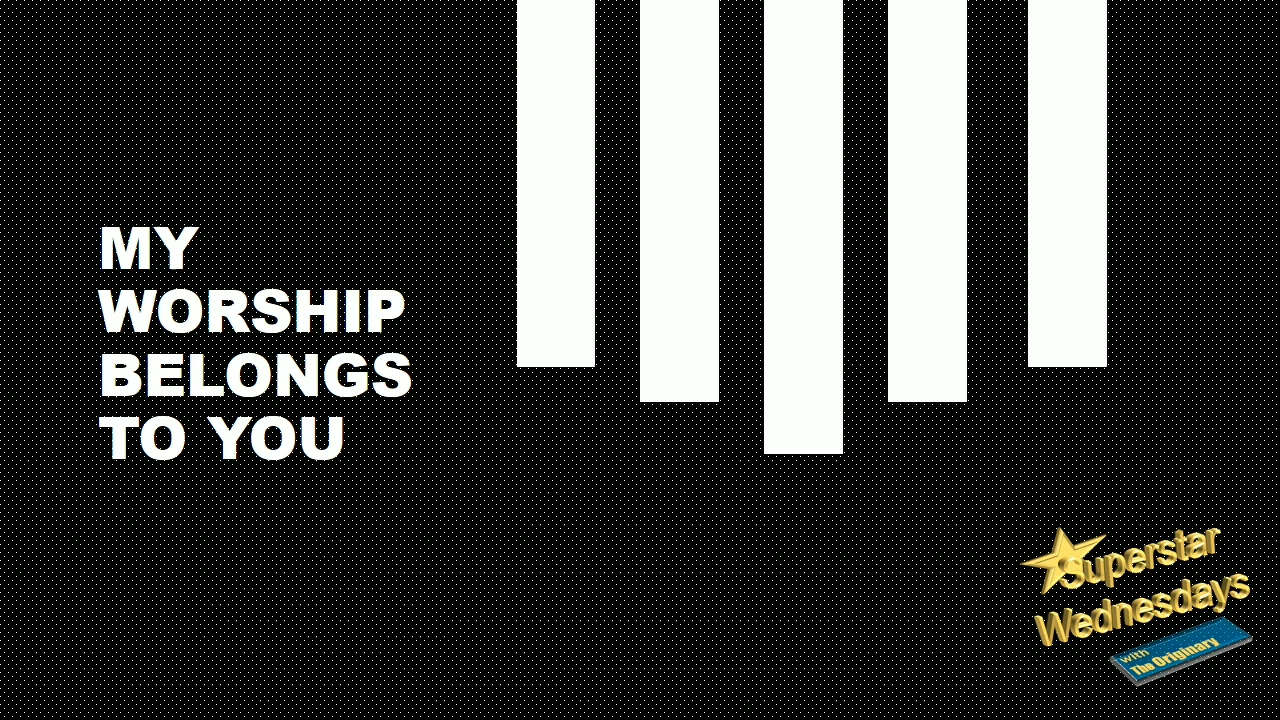 MY
WORSHIP
BELONGS
TO YOU
Superstar
Wednesdays
with
The Originary